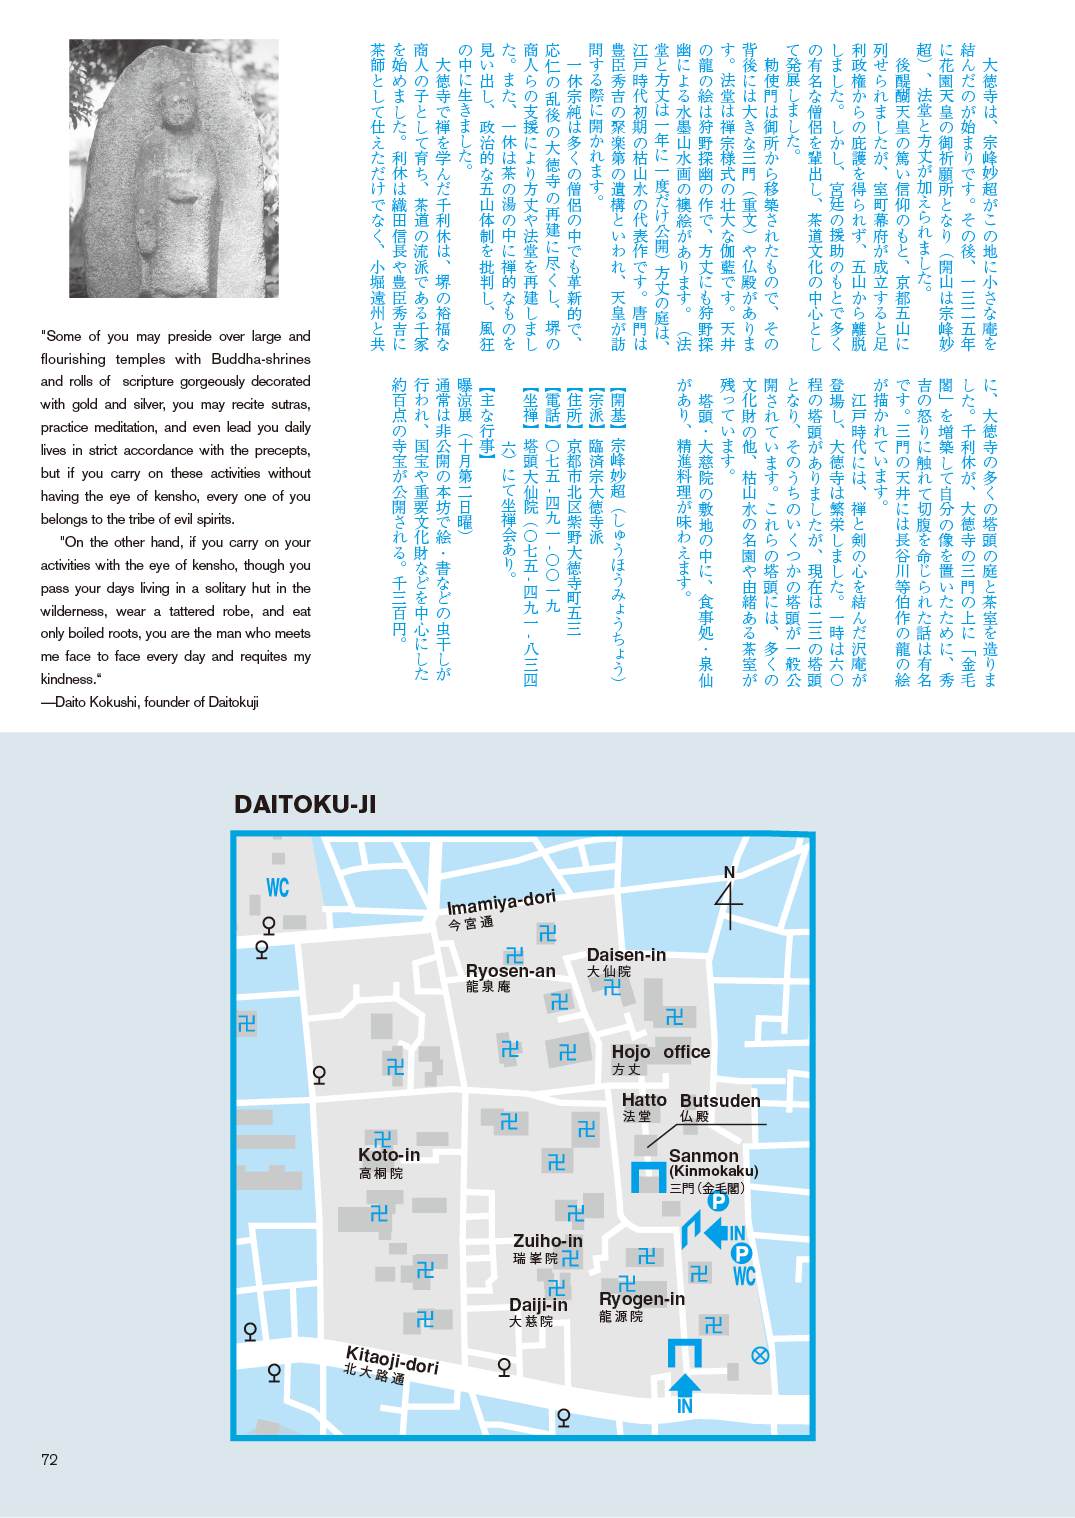 大徳寺は、宗峰妙超がこの地に小さな庵を
結んだのが始まりです。その後、一三二五年
に花園天皇の御祈願所となり（開山は宗峰妙
超）、法堂と方丈が加えられました。
後醍醐天皇の篤い信仰のもと、京都五山に
列せられましたが、室町幕府が成立すると足
利政権からの庇護を得られず、五山から離脱
しました。しかし、宮廷の援助のもとで多く
の有名な僧侶を輩出し、茶道文化の中心とし
て発展しました。
勅使門は御所から移築されたもので、その
背後には大きな三門（重文）や仏殿がありま
す。法堂は禅宗様式の壮大な伽藍です。天井
の龍の絵は狩野探幽の作で、方丈にも狩野探
幽による水墨山水画の襖絵があります。（法
堂と方丈は一年に一度だけ公開）方丈の庭は、
江戸時代初期の枯山水の代表作です。唐門は
豊臣秀吉の聚楽第の遺構といわれ、天皇が訪
問する際に開かれます。
一休宗純は多くの僧侶の中でも革新的で、
応仁の乱後の大徳寺の再建に尽くし、堺の
商人らの支援により方丈や法堂を再建しまし
た。また、一休は茶の湯の中に禅的なものを
見い出し、政治的な五山体制を批判し、風狂
の中に生きました。
大徳寺で禅を学んだ千利休は、堺の裕福な
商人の子として育ち、茶道の流派である千家
を始めました。利休は織田信長や豊臣秀吉に
茶師として仕えただけでなく、小堀遠州と共
に、大徳寺の多くの塔頭の庭と茶室を造りま
した。千利休が、大徳寺の三門の上に「金毛
閣」を増築して自分の像を置いたために、秀
吉の怒りに触れて切腹を命じられた話は有名
です。三門の天井には長谷川等伯作の龍の絵
が描かれています。
江戸時代には、禅と剣の心を結んだ沢庵が
登場し、大徳寺は繁栄しました。一時は六〇
程の塔頭がありましたが、現在は二三の塔頭
となり、そのうちのいくつかの塔頭が一般公
開されています。これらの塔頭には、多くの
文化財の他、枯山水の名園や由緒ある茶室が
残っています。
塔頭・大慈院の敷地の中に、食事処・泉仙
があり、精進料理が味わえます。
【開基】宗峰妙超（しゅうほうみょうちょう）
【宗派】臨済宗大徳寺派
【住所】京都市北区紫野大徳寺町五三
【電話】〇七五-四九一-〇〇一九
【坐禅】塔頭大仙院（〇七五-四九一-八三四
六）にて坐禅会あり。
【主な行事】
曝涼展（十月第二日曜）
通常は非公開の本坊で絵・書などの虫干しが
行われ、国宝や重要文化財などを中心にした
約百点の寺宝が公開される。千三百円。
"Some of you may preside over large and
flourishing temples with Buddha-shrines
and rolls of scripture gorgeously decorated
with gold and silver, you may recite sutras,
practice meditation, and even lead you daily
lives in strict accordance with the precepts,
but if you carry on these activities without
having the eye of kensho, every one of you
belongs to the tribe of evil spirits.
"On the other hand, if you carry on your
activities with the eye of kensho, though you
pass your days living in a solitary hut in the
wilderness, wear a tattered robe, and eat
only boiled roots, you are the man who meets
me face to face every day and requites my
kindness.“
—Daito Kokushi, founder of Daitokuji
DAITOKU-JI
N
WC
Imamiya-dori
今宮通
Daisen-in
大仙院
Ryosen-an
龍泉庵
Hojo office
方丈
Hatto Butsuden
法堂 仏殿
Koto-in
高桐院
Sanmon
(Kinmokaku)
三門（金毛閣）
P
IN
P
WC
Zuiho-in
瑞峯院
Daiji-in
大慈院
Ryogen-in
龍源院
Kitaoji-dori
北大路通
IN
72